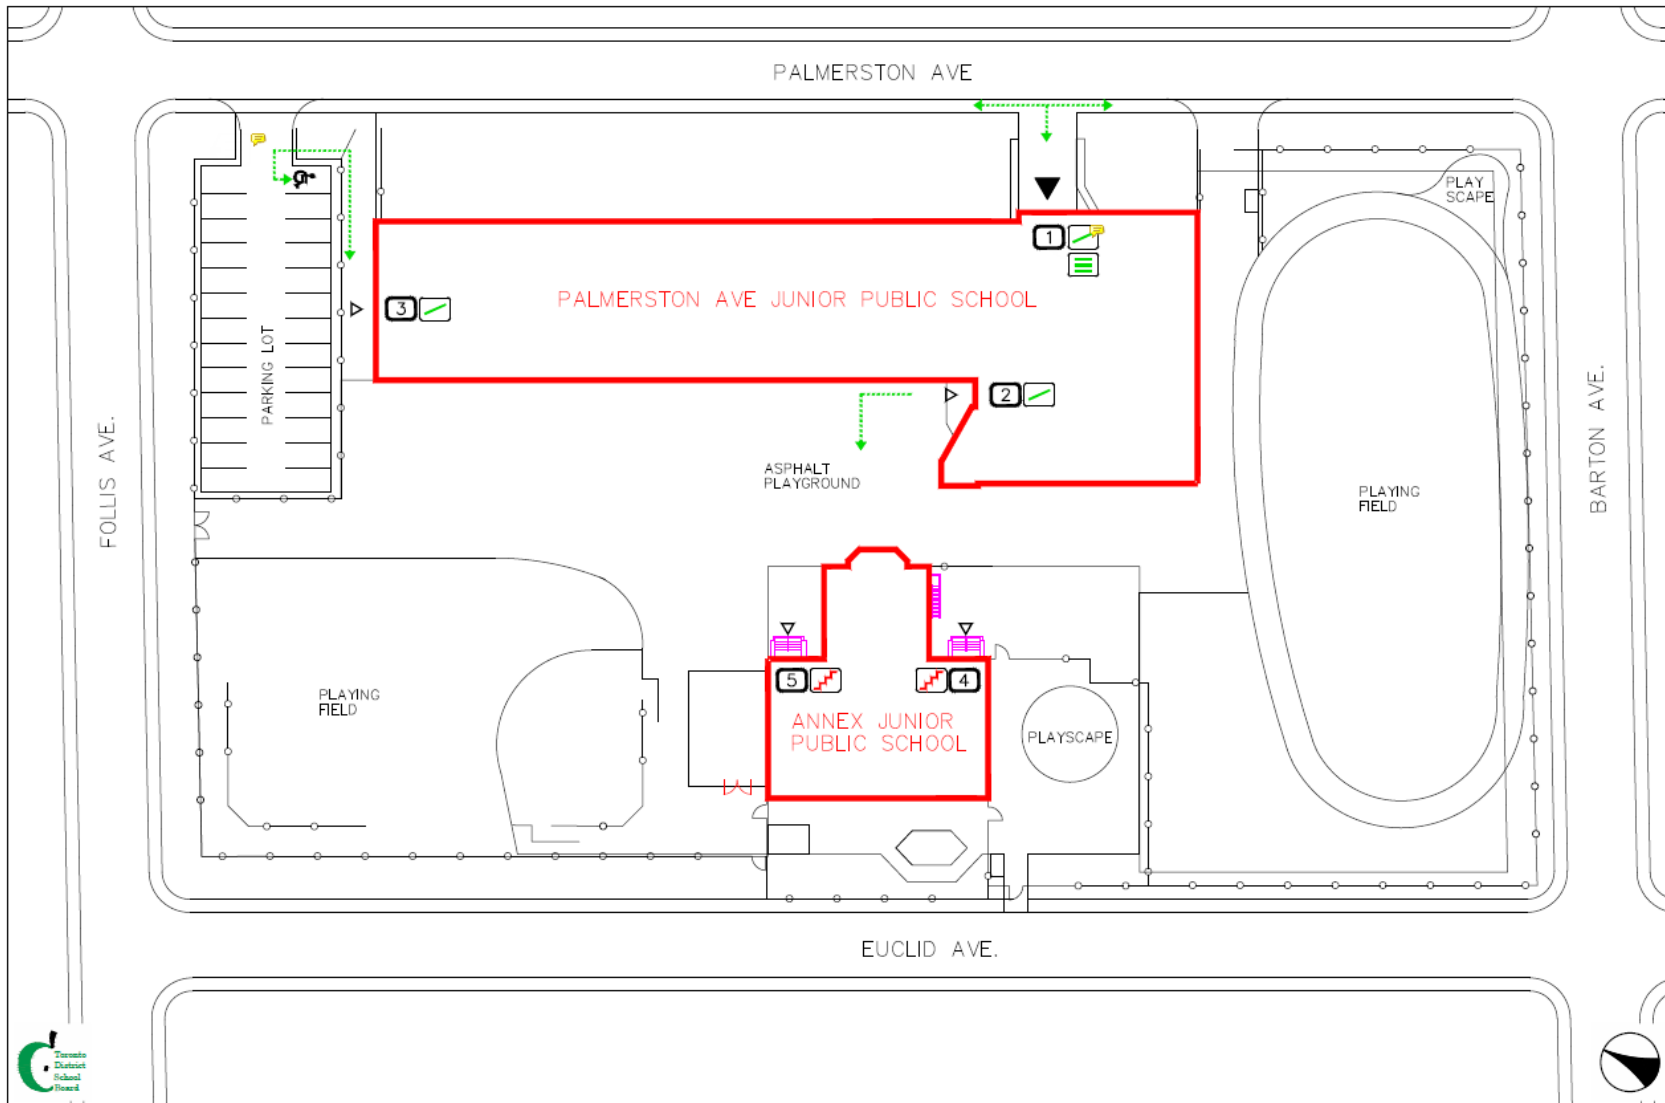 PALMERSTON AVE
PLAY
SCAPE
1
PALMERSTON AVE JUNIOR PUBLIC SCHOOL
3
PARKING LOT
2
FOLLIS AVE.
BARTON AVE.
ASPHALT
PLAYGROUND
PLAYING
FIELD
5
4
PLAYING
FIELD
ANNEX JUNIOR
PUBLIC SCHOOL
PLAYSCAPE
EUCLID AVE.
Toronto
District
School
Board